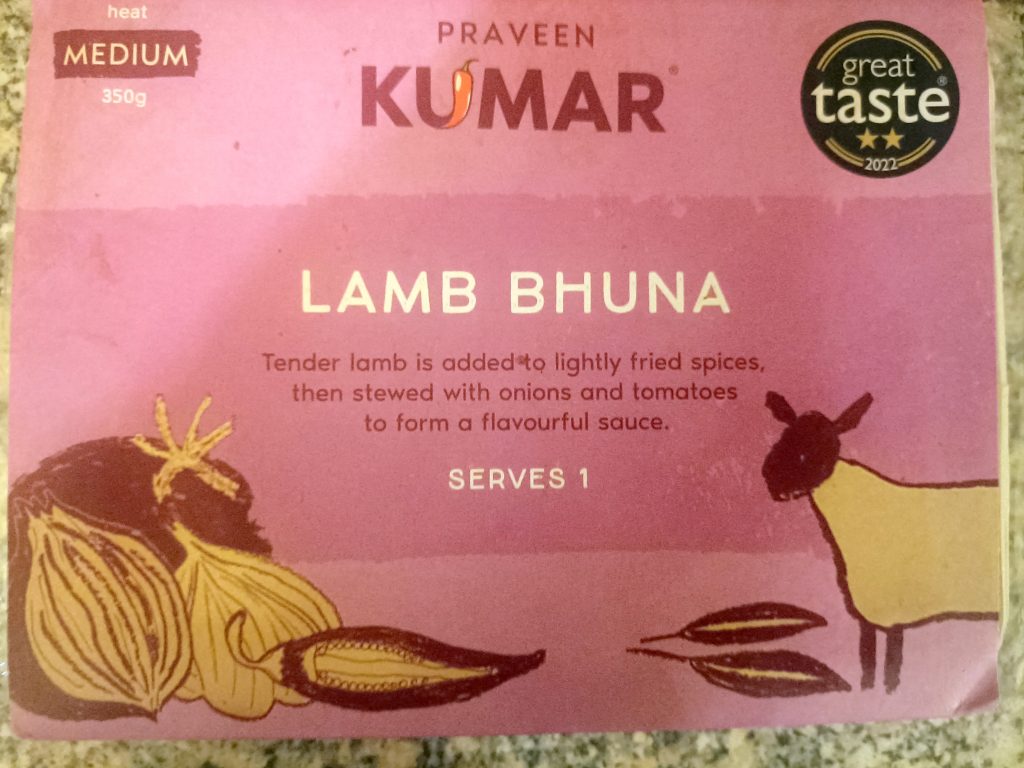 heat
MEDIUM
350g
PRAVEEN
KUMAR®
great
taste®
2022
LAMB BHUNA
Tender lamb is added to lightly fried spices,
then stewed with onions and tomatoes
to form a flavourful sauce.
SERVES 1